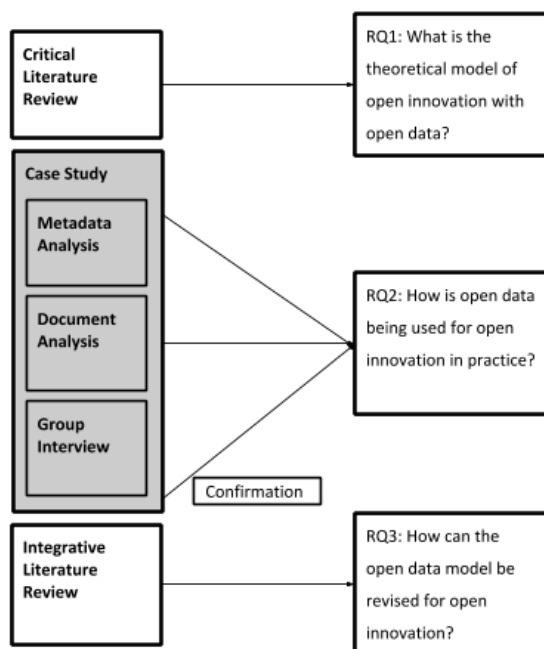 Critical
Literature
Review
RQ1: What is the
theoretical model of
open innovation with
open data?
Case Study
Metadata
Analysis
Document
Analysis
Group
Interview
RQ2: How is open data
being used for open
innovation in practice?
Confirmation
Integrative
Literature
Review
RQ3: How can the
open data model be
revised for open
innovation?